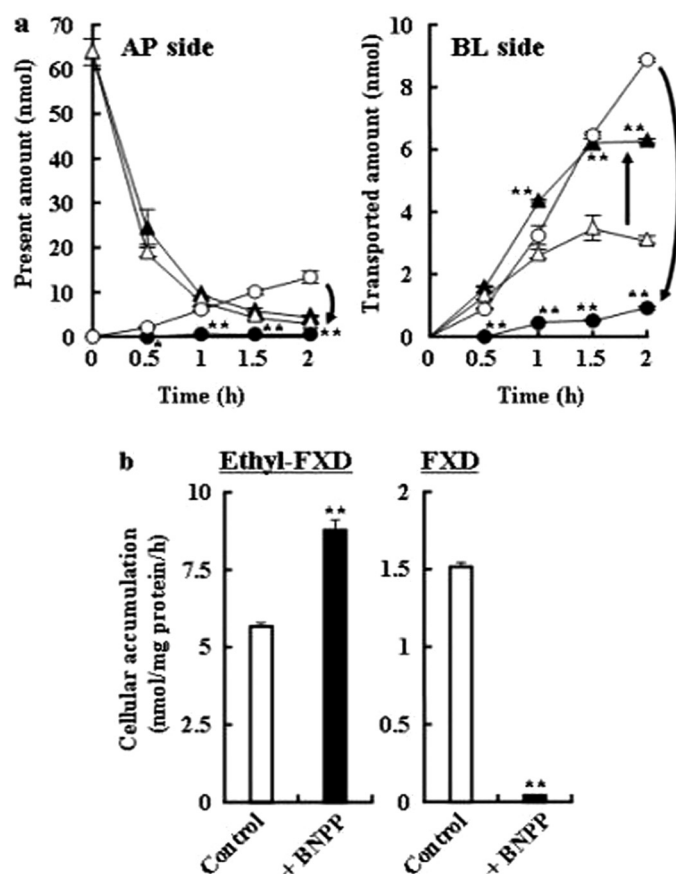 a
AP side
BL side
Present amount (nmol)
70
60
50
40
30
20
10
0
*
**
**
**
0 0.5 1 1.5 2
Time (h)
Transported amount (nmol)
10
8
6
4
2
0
**
**
**
**
**
**
**
0 0.5 1 1.5 2
Time (h)
b
Ethyl-FXD
FXD
Cellular accumulation
(nmol/mg protein/h)
10
7.5
5
2.5
0
**
Control
+ BNPP
2
1.5
1
0.5
0
**
Control
+ BNPP